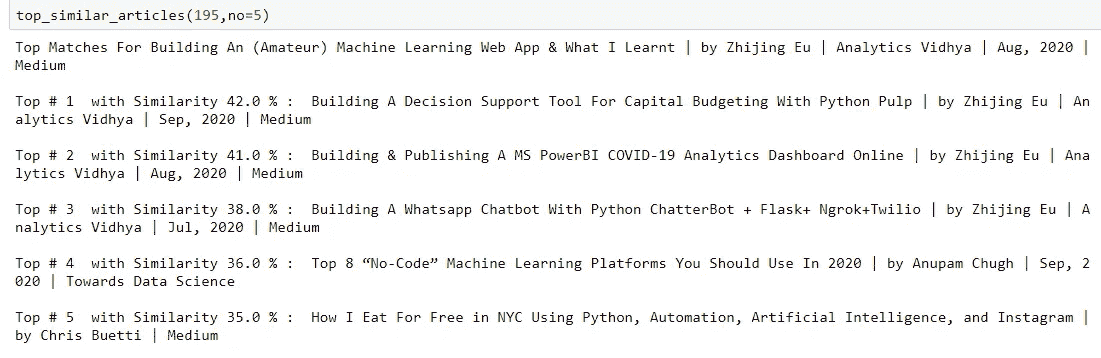 top_similar_articles(195,no=5)
Top Matches For Building An (Amateur) Machine Learning Web App & What I Learnt | by Zhijing Eu | Analytics Vidhya | Aug, 2020 |
Medium
Top # 1  with Similarity 42.0 % :  Building A Decision Support Tool For Capital Budgeting With Python Pulp | by Zhijing Eu | An
alytics Vidhya | Sep, 2020 | Medium
Top # 2  with Similarity 41.0 % :  Building & Publishing A MS PowerBI COVID-19 Analytics Dashboard Online | by Zhijing Eu | Ana
lytics Vidhya | Aug, 2020 | Medium
Top # 3  with Similarity 38.0 % :  Building A Whatsapp Chatbot With Python ChatterBot + Flask+ Ngrok+Twilio | by Zhijing Eu | A
nalytics Vidhya | Jul, 2020 | Medium
Top # 4  with Similarity 36.0 % :  Top 8 “No-Code” Machine Learning Platforms You Should Use In 2020 | by Anupam Chugh | Sep, 2
020 | Towards Data Science
Top # 5  with Similarity 35.0 % :  How I Eat For Free in NYC Using Python, Automation, Artificial Intelligence, and Instagram |
by Chris Buetti | Medium